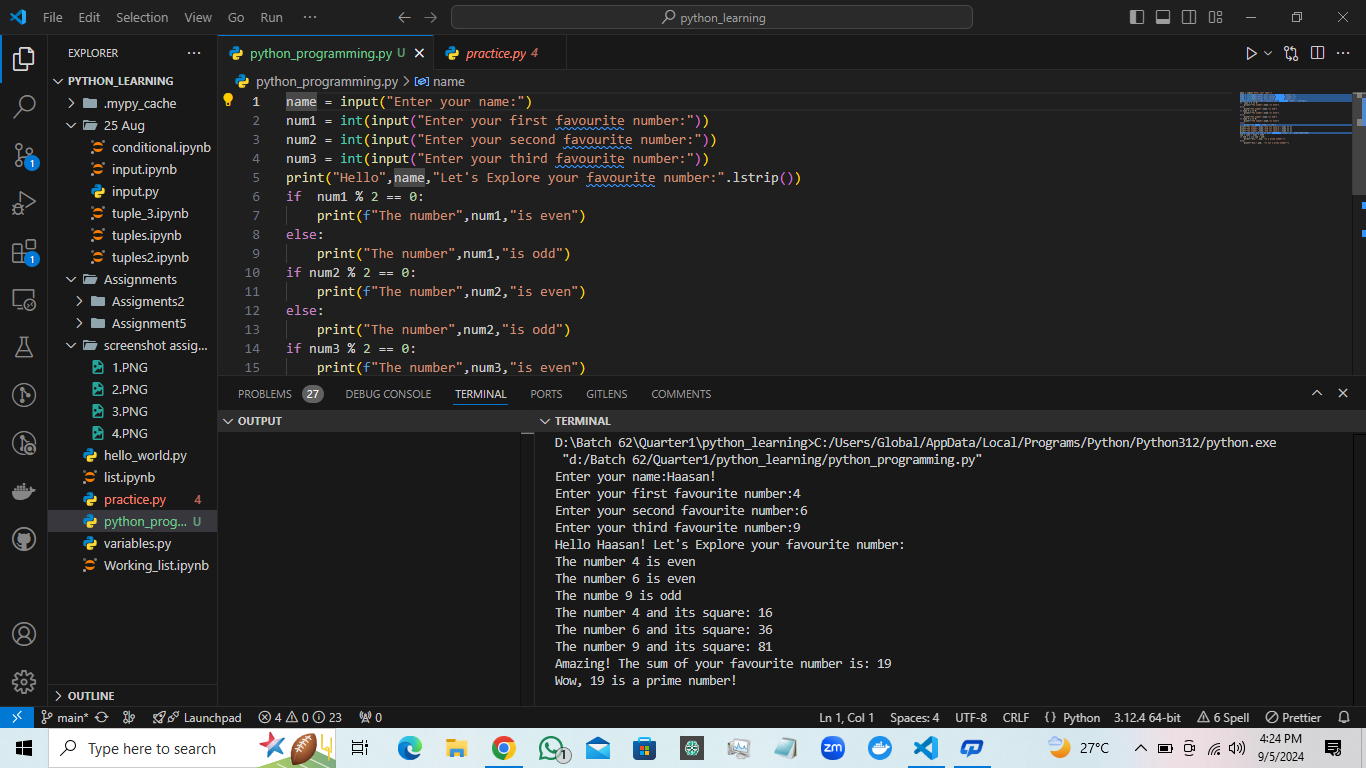 File Edit Selection View Go Run ···
python_learning
EXPLORER ···
PYTHON_LEARNING
.mypy_cache
25 Aug
conditional.ipynb
input.ipynb
input.py
tuple_3.ipynb
tuples.ipynb
tuples2.ipynb
Assignments
Assigments2
Assignment5
screenshot assig...
1.PNG
2.PNG
3.PNG
4.PNG
hello_world.py
list.ipynb
practice.py 4
python_prog... U
variables.py
Working_list.ipynb
OUTLINE
1
1
python_programming.py U
practice.py 4
python_programming.py > name
1 name = input("Enter your name:")
2 num1 = int(input("Enter your first favourite number:"))
3 num2 = int(input("Enter your second favourite number:"))
4 num3 = int(input("Enter your third favourite number:"))
5 print("Hello",name,"Let's Explore your favourite number:".lstrip())
6 if  num1 % 2 == 0:
7     print(f"The number",num1,"is even")
8 else:
9     print("The number",num1,"is odd")
10 if num2 % 2 == 0:
11     print(f"The number",num2,"is even")
12 else:
13     print("The number",num2,"is odd")
14 if num3 % 2 == 0:
15     print(f"The number",num3,"is even")
PROBLEMS 27 DEBUG CONSOLE TERMINAL PORTS GITLENS COMMENTS
OUTPUT
TERMINAL
D:\Batch 62\Quarter1\python_learning>C:/Users/Global/AppData/Local/Programs/Python/Python312/python.exe
"d:/Batch 62/Quarter1/python_learning/python_programming.py"
Enter your name:Haasan!
Enter your first favourite number:4
Enter your second favourite number:6
Enter your third favourite number:9
Hello Haasan! Let's Explore your favourite number:
The number 4 is even
The number 6 is even
The numbe 9 is odd
The number 4 and its square: 16
The number 6 and its square: 36
The number 9 and its square: 81
Amazing! The sum of your favourite number is: 19
Wow, 19 is a prime number!
main* Launchpad 4 0 23 0 Ln 1, Col 1 Spaces: 4 UTF-8 CRLF {} Python 3.12.4 64-bit 6 Spell Prettier
Type here to search
1
zm
27°C
4:24 PM
9/5/2024